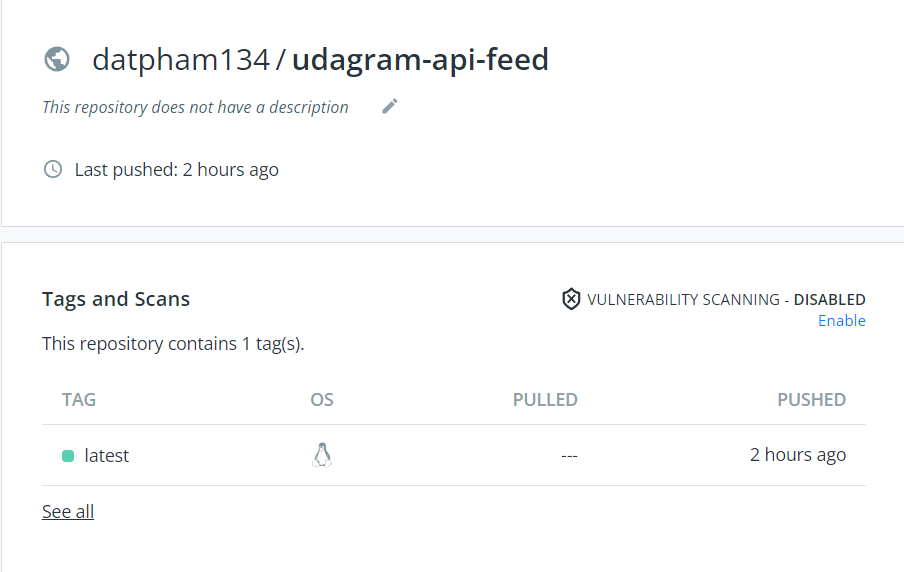 datpham134 / udagram-api-feed
This repository does not have a description
Last pushed: 2 hours ago
Tags and Scans
VULNERABILITY SCANNING - DISABLED
Enable
This repository contains 1 tag(s).
TAG OS PULLED PUSHED
latest --- 2 hours ago
See all